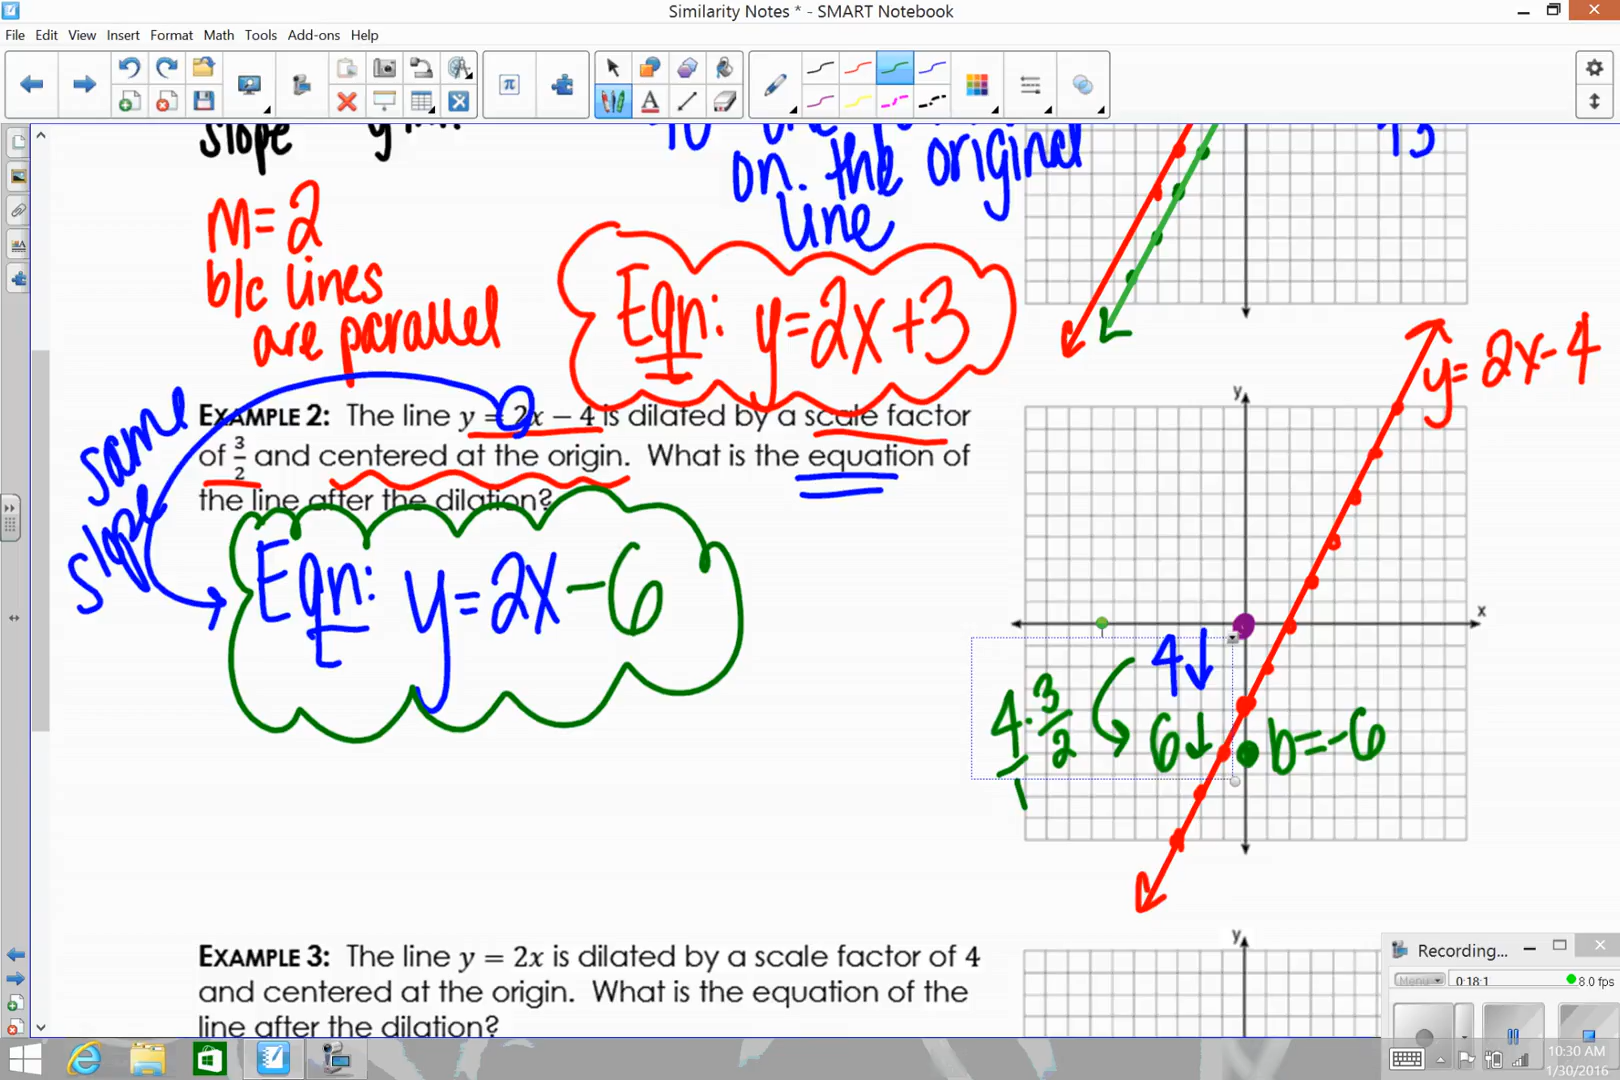 Similarity Notes * - SMART Notebook
File Edit View Insert Format Math Tools Add-ons Help
slope
on. the original
line
m=2
b/c lines
are parallel
Eqn: y=2x+3
y=2x-4
EXAMPLE 2: The line y = 2x − 4 is dilated by a scale factor
of 3/2 and centered at the origin. What is the equation of
the line after the dilation?
same
slope
Eqn: y=2x-6
y
x
4↓
4/1 · 3/2
6↓
b=-6
EXAMPLE 3: The line y = 2x is dilated by a scale factor of 4
and centered at the origin. What is the equation of the
line after the dilation?
y
Recording...
Menu
0:18:1
8.0 fps
10:30 AM
1/30/2016